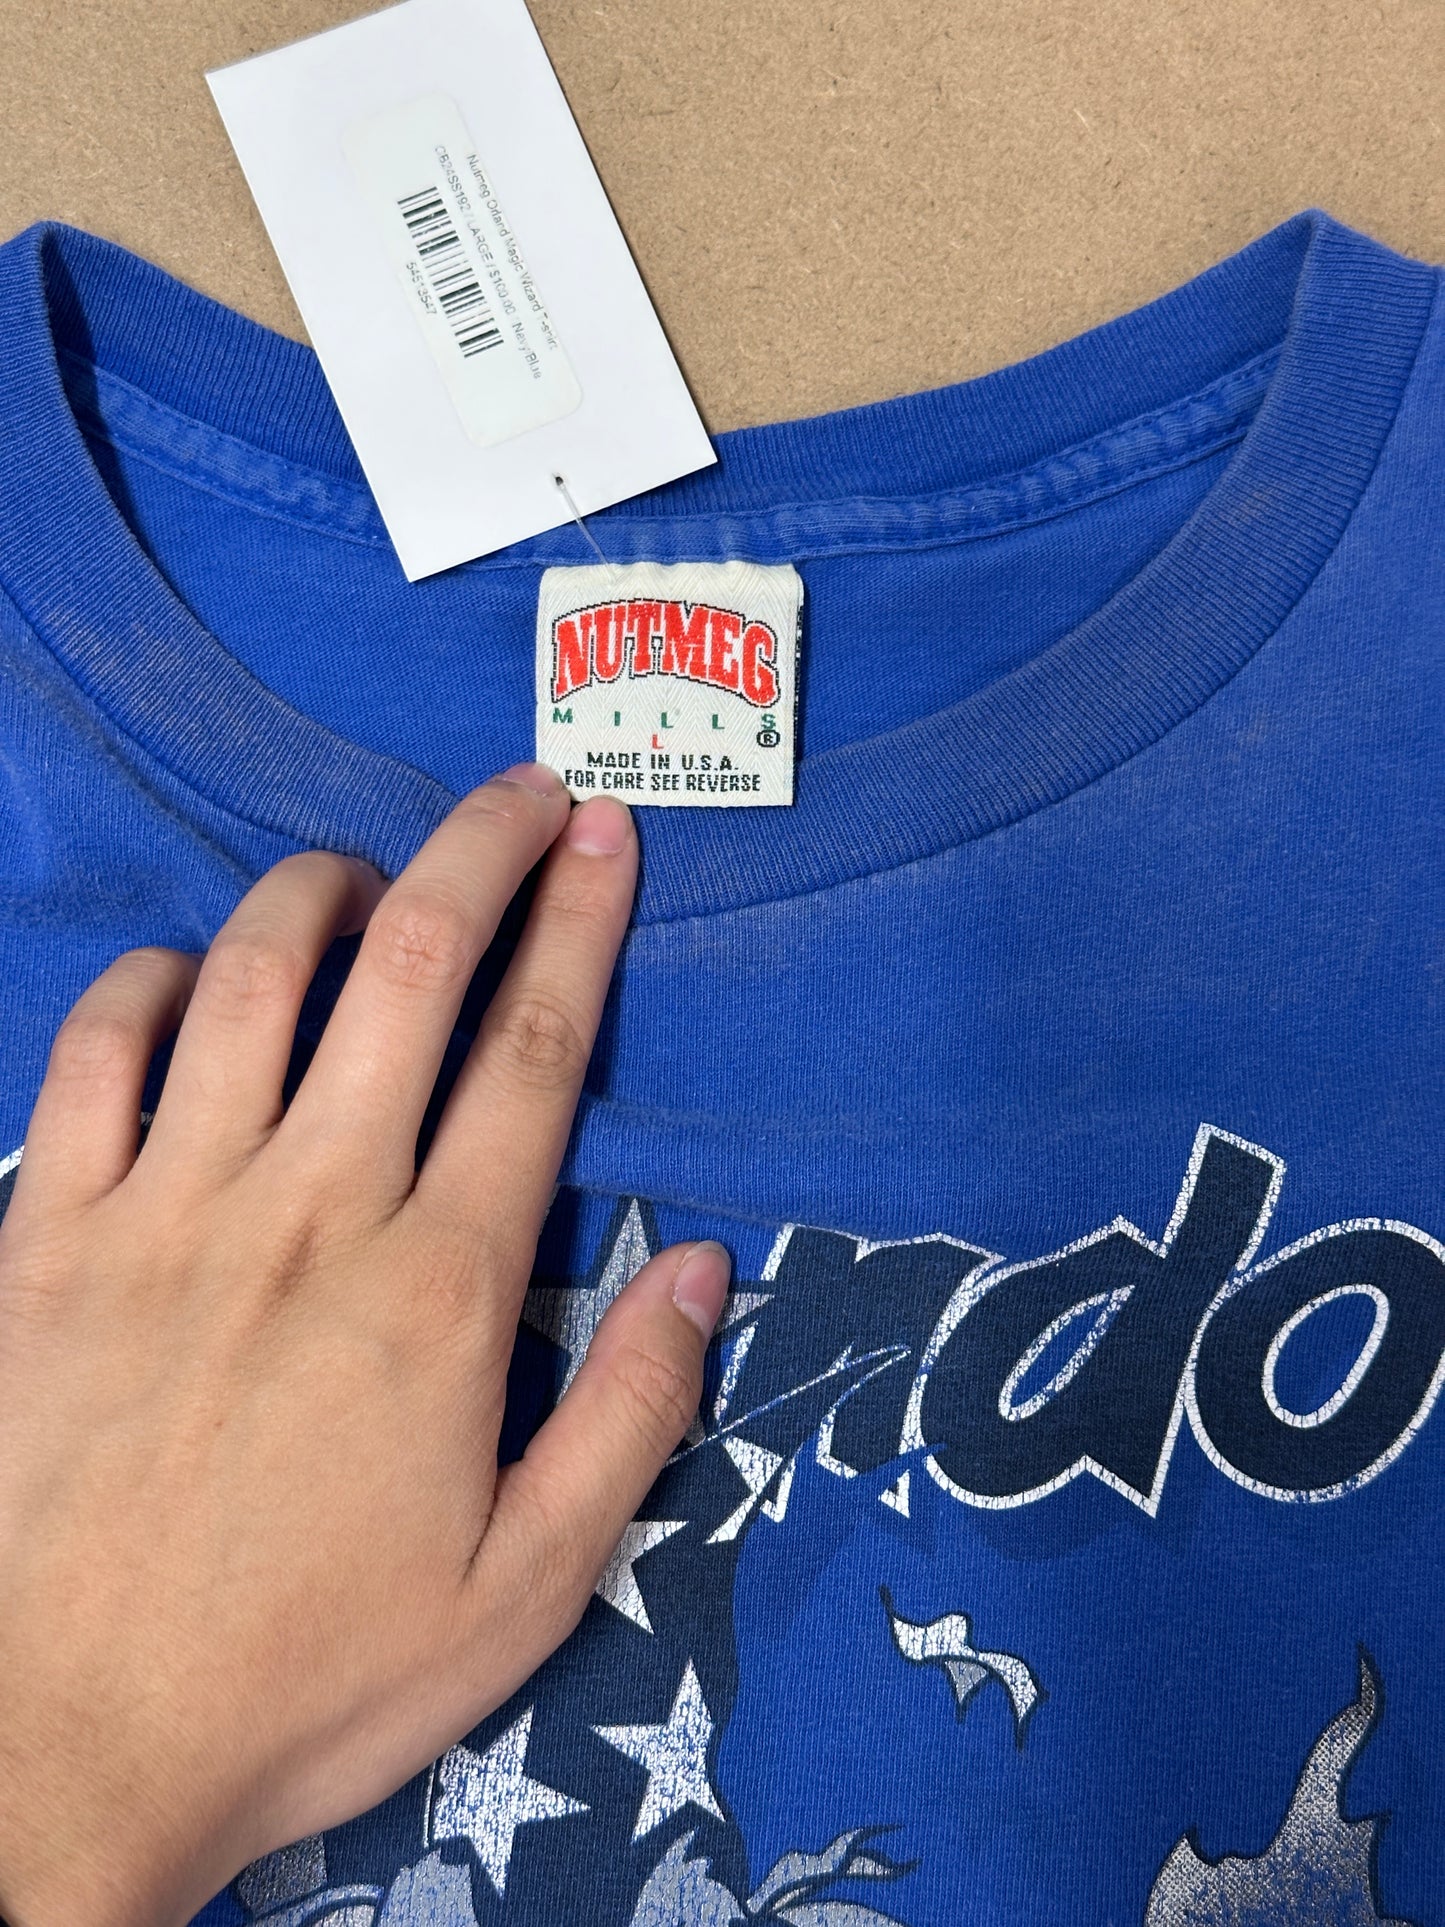 Nutmeg Orland Magic Wizard T-shirt
CB24SS192 / LARGE / $100.00 / Navy/Blue
54513547
NUTMEG
MILLS®
L
MADE IN U.S.A.
FOR CARE SEE REVERSE
ndo